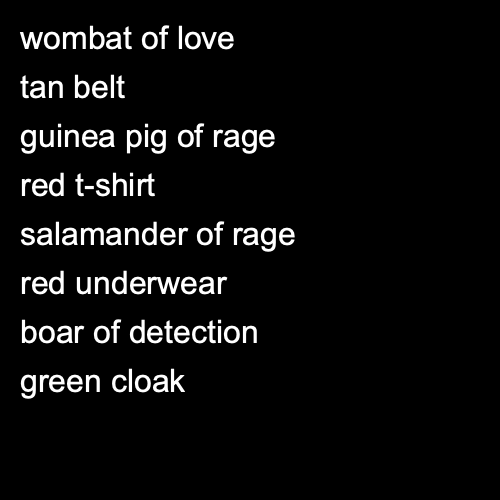 wombat of love
tan belt
guinea pig of rage
red t-shirt
salamander of rage
red underwear
boar of detection
green cloak